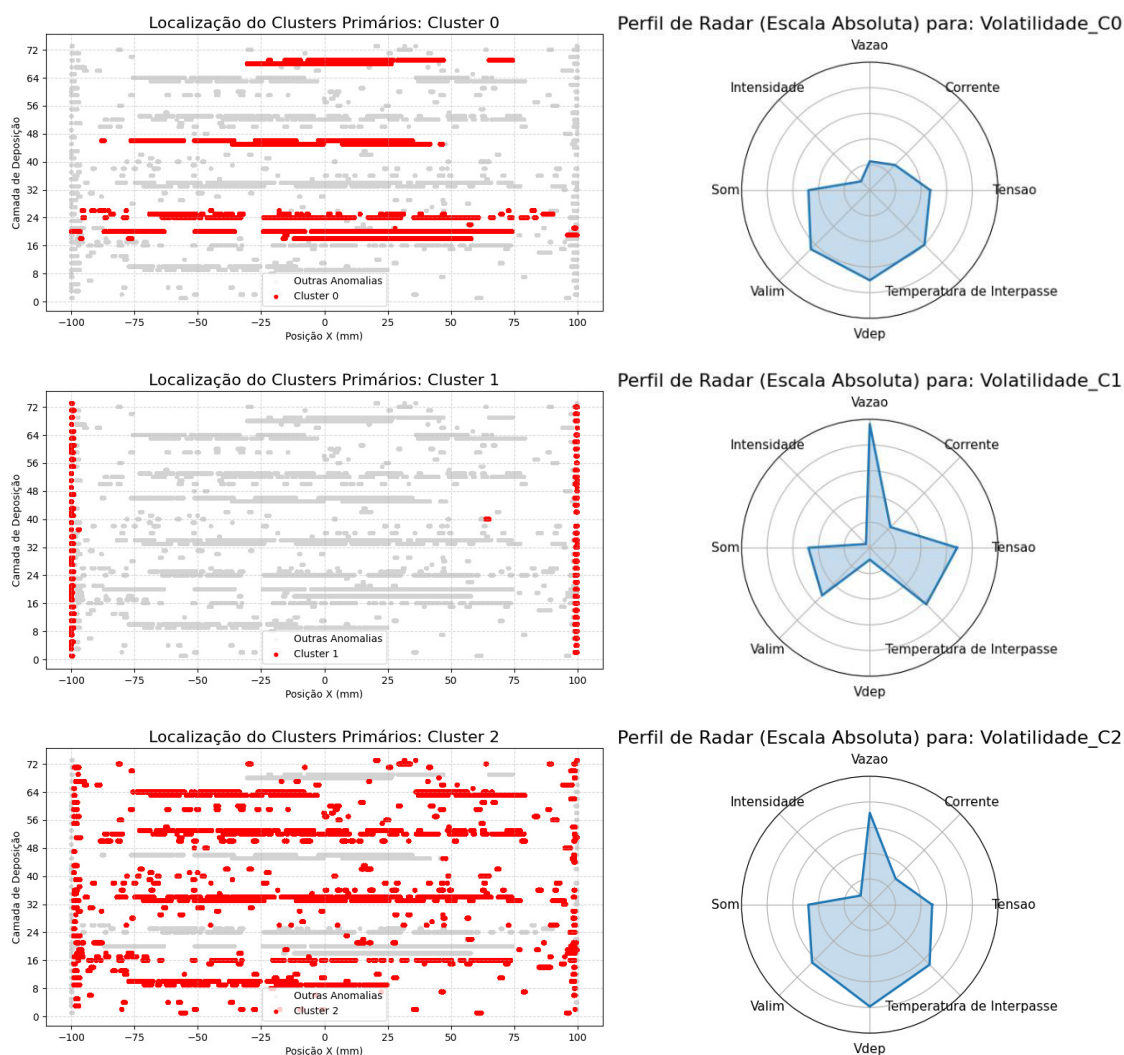 Localização do Clusters Primários: Cluster 0
Camada de Deposição
72
64
56
48
40
32
24
16
8
0
−100
−75
−50
−25
0
25
50
75
100
Posição X (mm)
Outras Anomalias
Cluster 0
Perfil de Radar (Escala Absoluta) para: Volatilidade_C0
Vazao
Intensidade
Corrente
Som
Tensao
Valim
Temperatura de Interpasse
Vdep
Localização do Clusters Primários: Cluster 1
Camada de Deposição
72
64
56
48
40
32
24
16
8
0
−100
−75
−50
−25
0
25
50
75
100
Posição X (mm)
Outras Anomalias
Cluster 1
Perfil de Radar (Escala Absoluta) para: Volatilidade_C1
Vazao
Intensidade
Corrente
Som
Tensao
Valim
Temperatura de Interpasse
Vdep
Localização do Clusters Primários: Cluster 2
Camada de Deposição
72
64
56
48
40
32
24
16
8
0
−100
−75
−50
−25
0
25
50
75
100
Posição X (mm)
Outras Anomalias
Cluster 2
Perfil de Radar (Escala Absoluta) para: Volatilidade_C2
Vazao
Intensidade
Corrente
Som
Tensao
Valim
Temperatura de Interpasse
Vdep